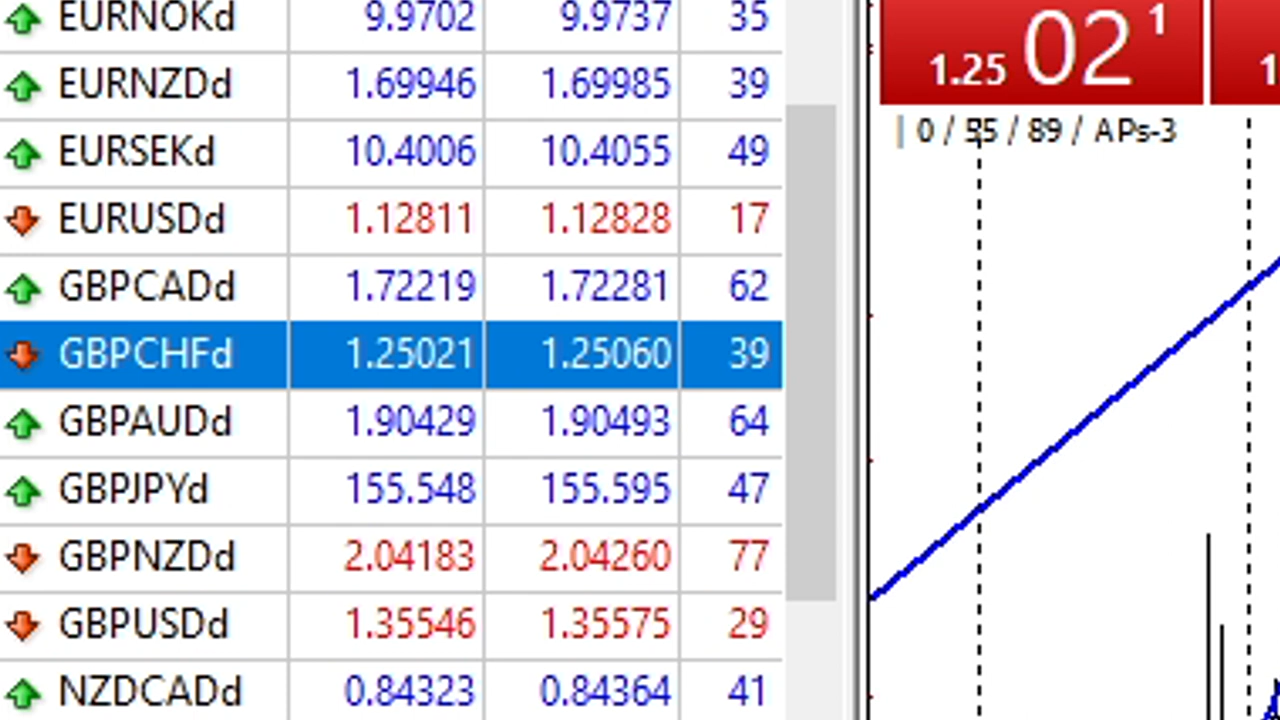 EURNOKd 9.9702 9.9737 35
EURNZDd 1.69946 1.69985 39
EURSEKd 10.4006 10.4055 49
EURUSDd 1.12811 1.12828 17
GBPCADd 1.72219 1.72281 62
GBPCHFd 1.25021 1.25060 39
GBPAUDd 1.90429 1.90493 64
GBPJPYd 155.548 155.595 47
GBPNZDd 2.04183 2.04260 77
GBPUSDd 1.35546 1.35575 29
NZDCADd 0.84323 0.84364 41
1.25 02 1 1
| 0 / 55 / 89 / APs-3